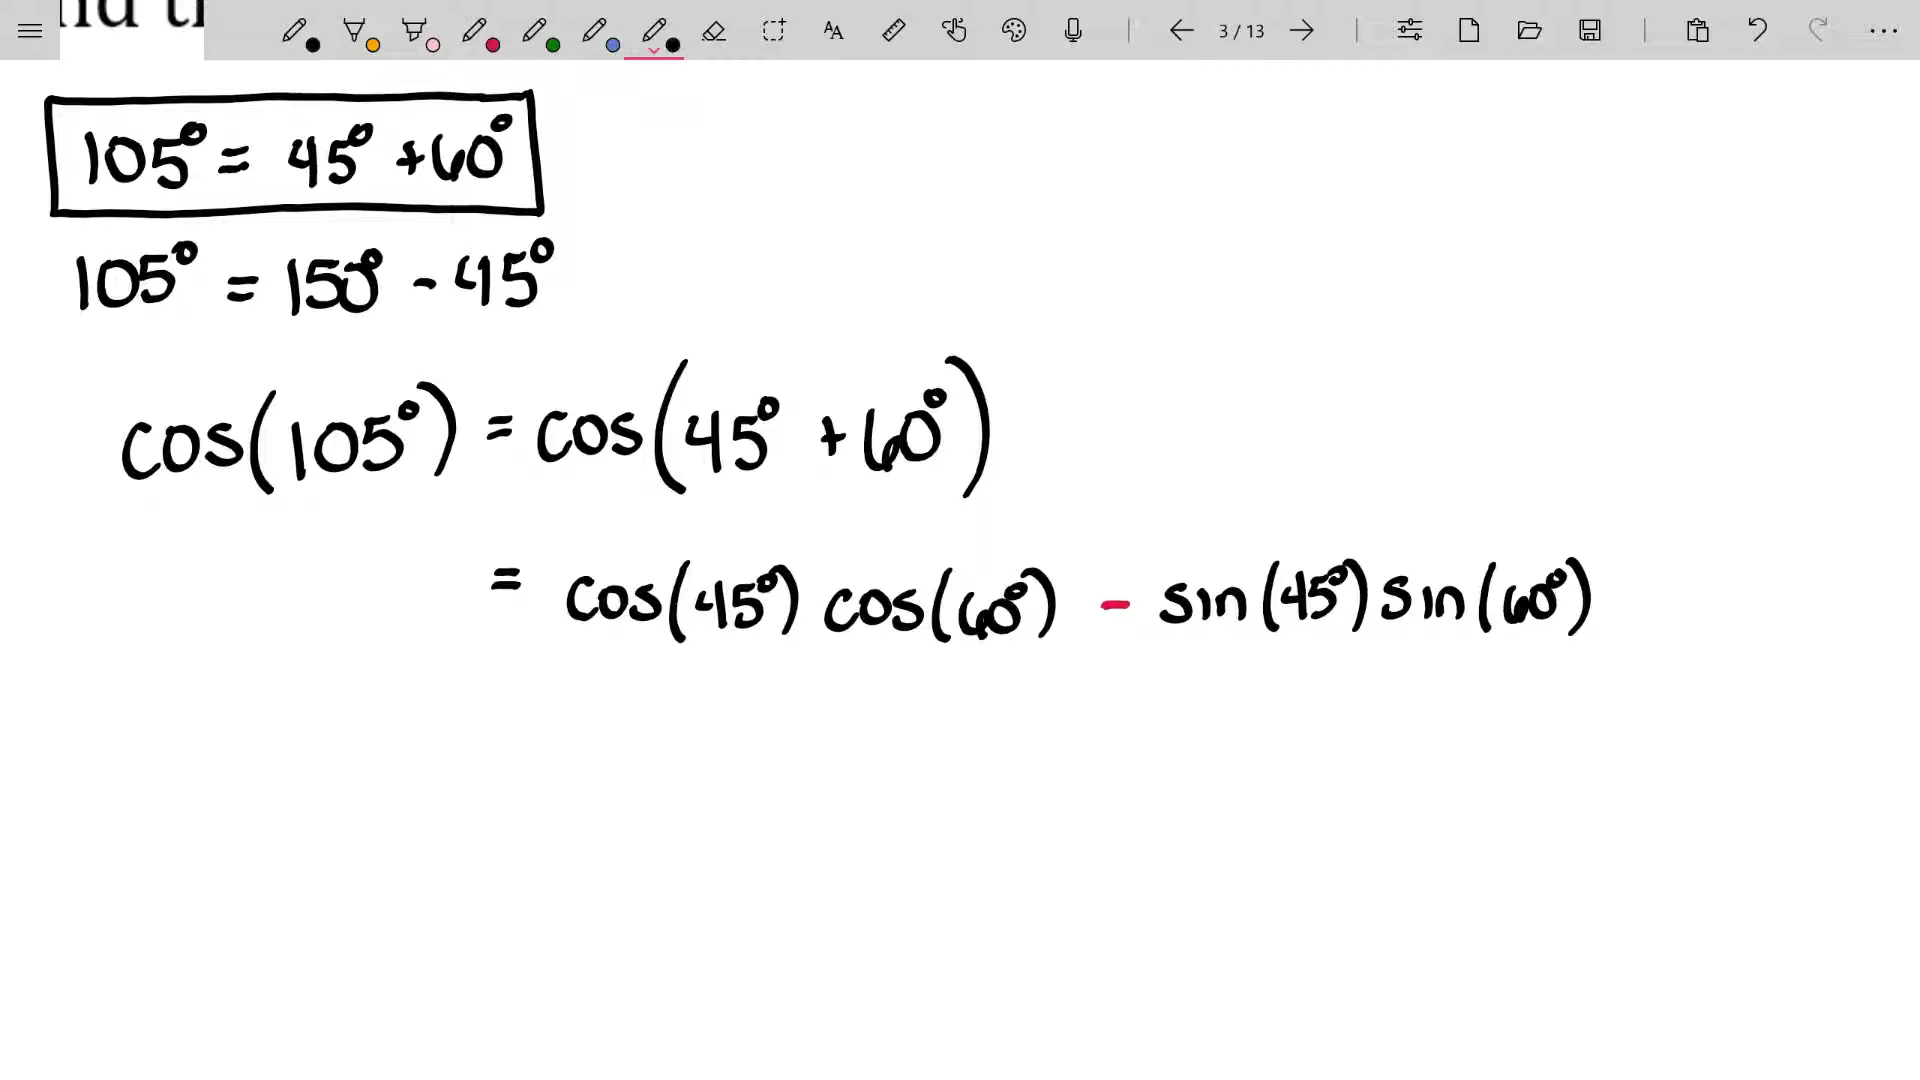 3 / 13
105° = 45° + 60°
105° = 150° - 45°
cos(105°) = cos(45° + 60°)
= cos(45°) cos(60°) - sin(45°) sin(60°)